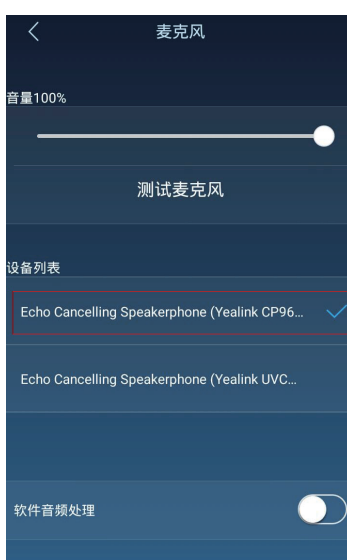 麦克风
音量100%
测试麦克风
设备列表
Echo Cancelling Speakerphone (Yealink CP96...
Echo Cancelling Speakerphone (Yealink UVC...
软件音频处理